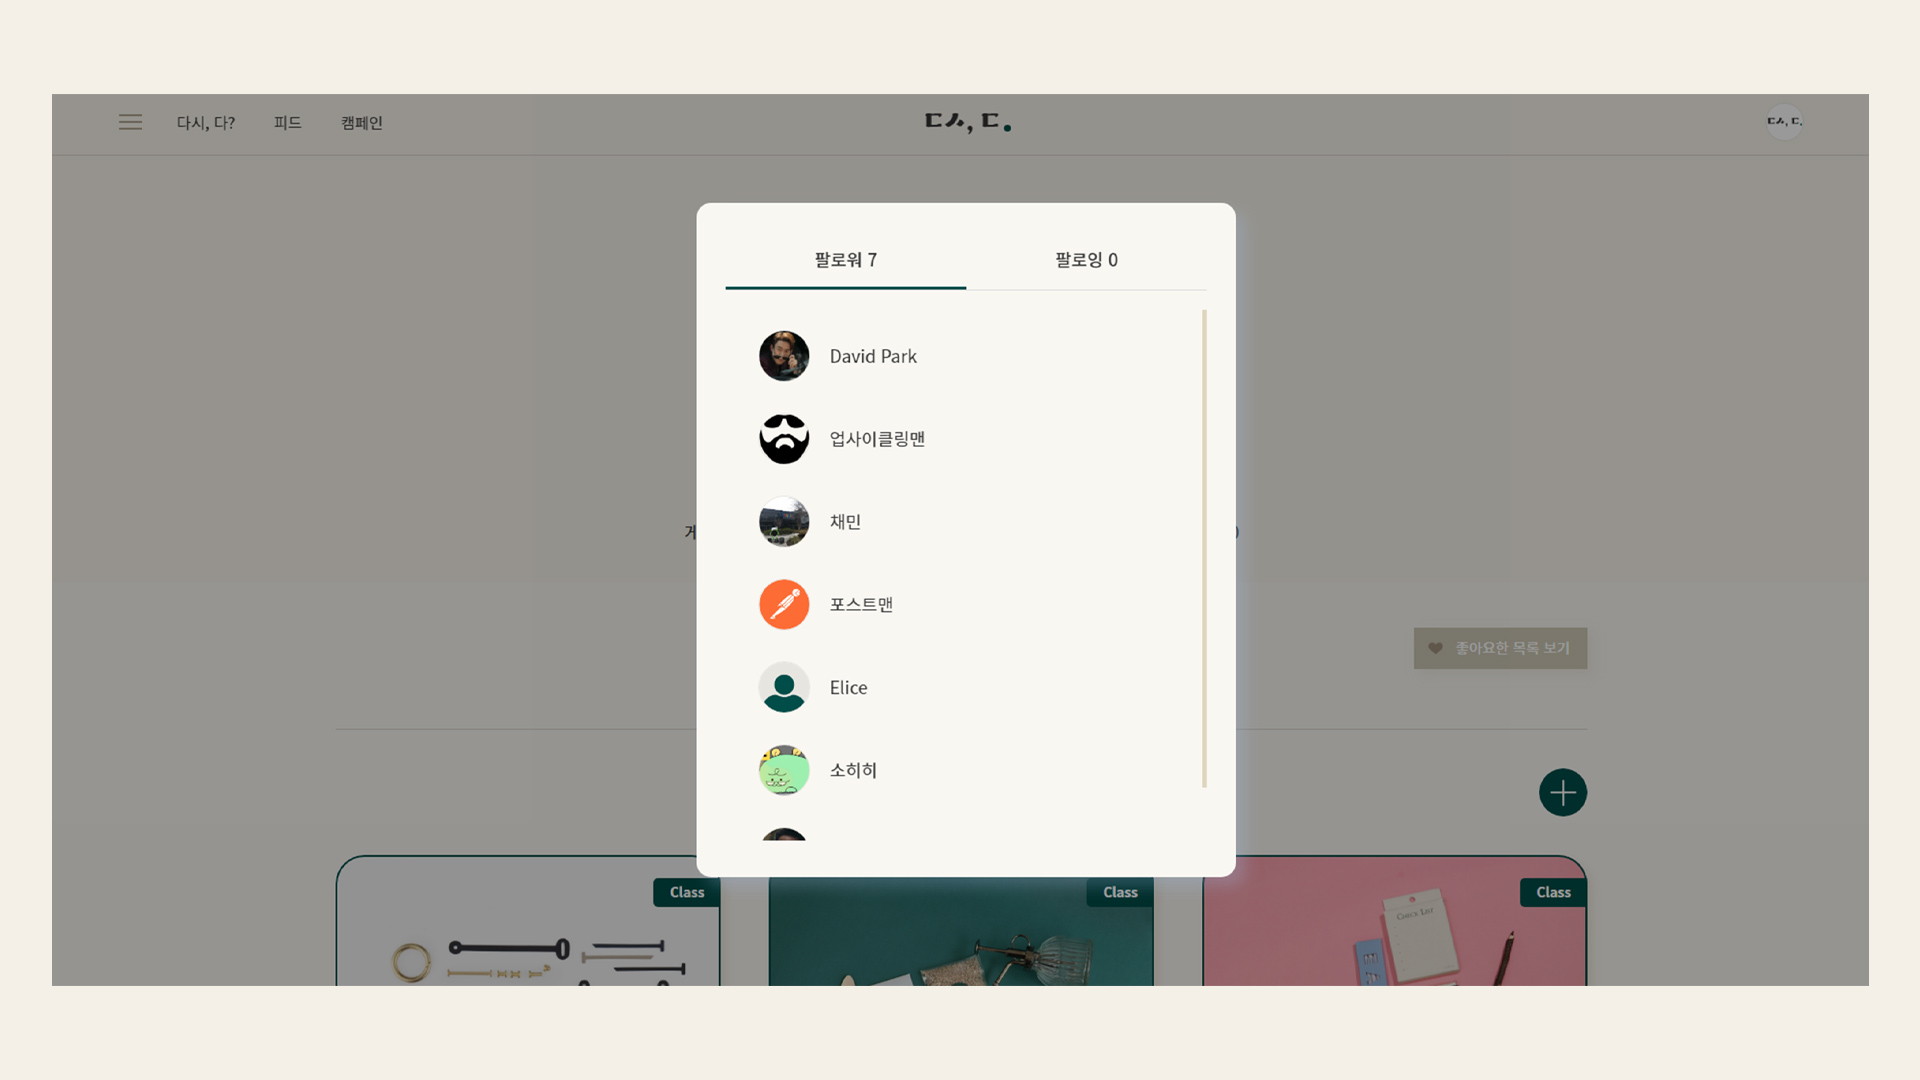 다시, 다? 피드 캠페인
ㄷㅅ, ㄷ.
ㄷㅅ, ㄷ.
팔로워 7 팔로잉 0
David Park
업사이클링맨
채민
포스트맨
Elice
소히히
좋아요한 목록 보기
Class
Class
Class
CHECK LIST